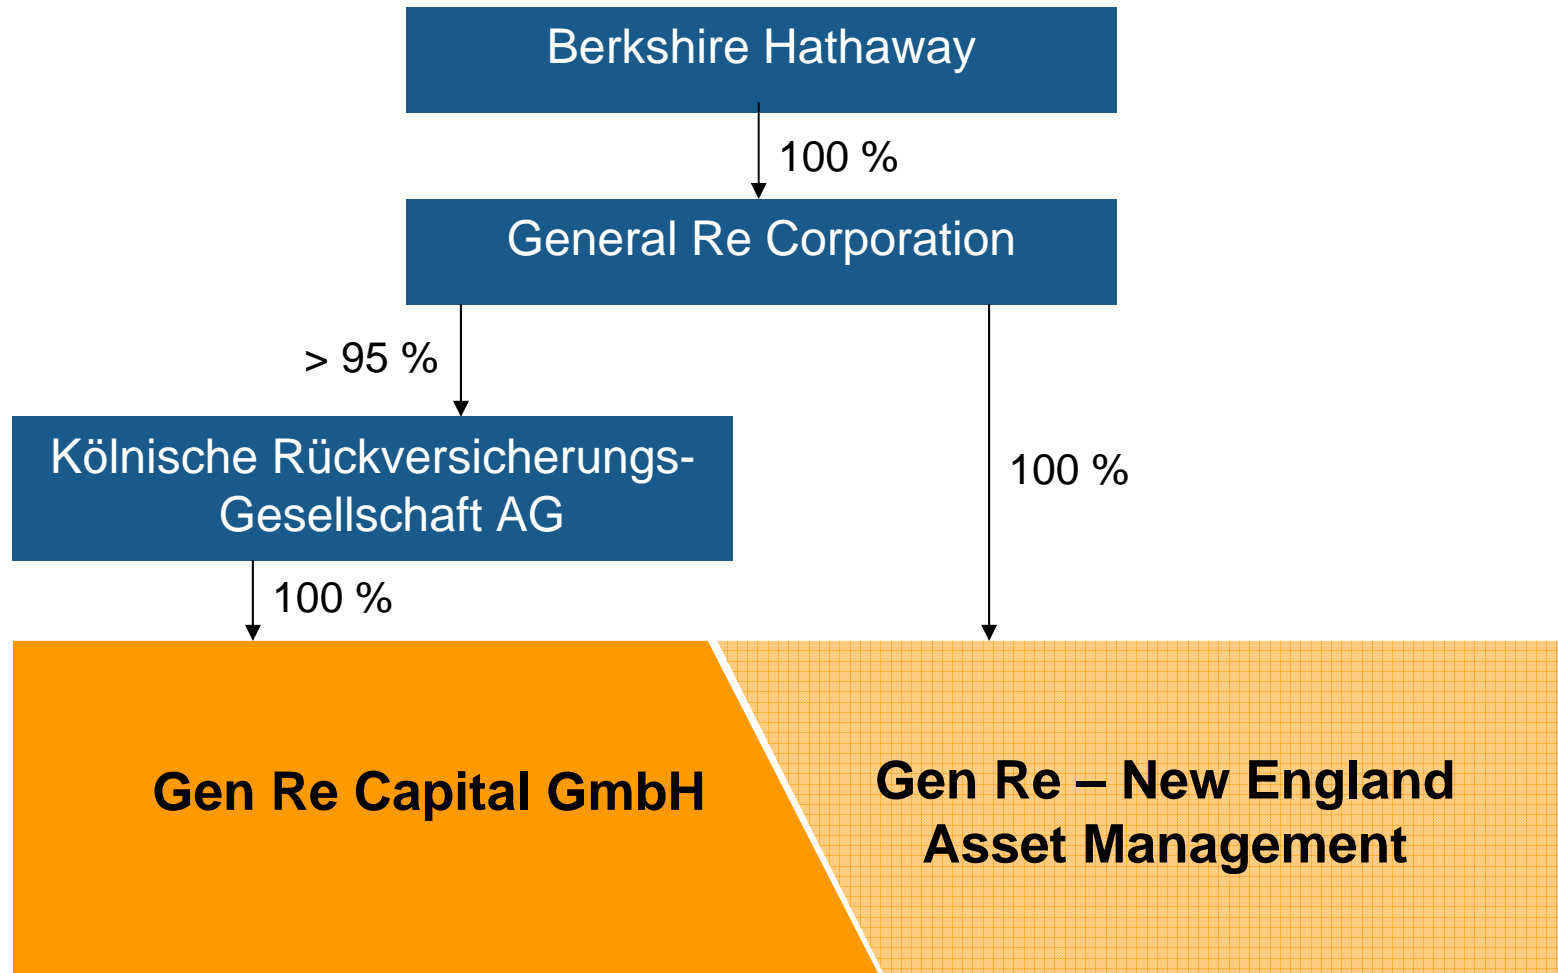 Berkshire Hathaway
100 %
General Re Corporation
> 95 %
Kölnische Rückversicherungs-
Gesellschaft AG
100 %
100 %
Gen Re Capital GmbH
Gen Re – New England
Asset Management